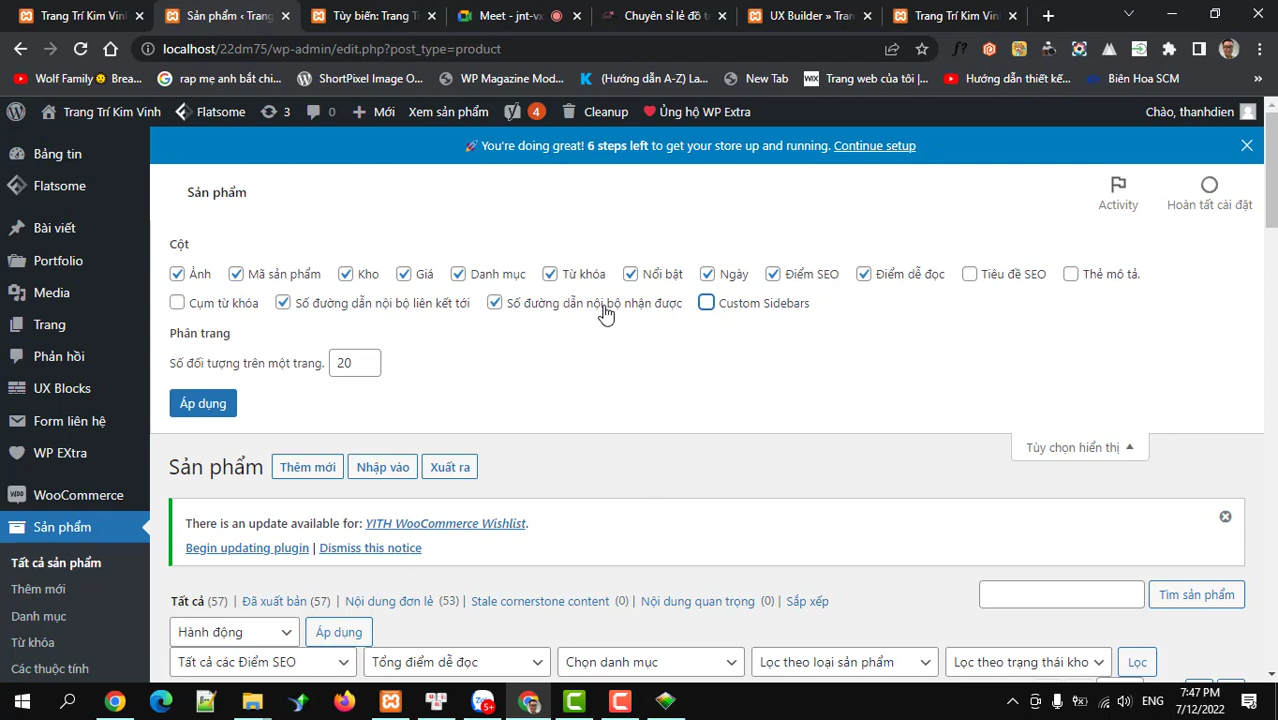 Trang Trí Kim Vinh
Sản phẩm ‹ Trang
Tùy biến: Trang T
Meet - jnt-vx
Chuyên sỉ lẻ đồ t
UX Builder » Tran
Trang Trí Kim Vinh
localhost/22dm75/wp-admin/edit.php?post_type=product
Wolf Family Brea...
rap mẹ anh bắt chi...
ShortPixel Image O...
WP Magazine Mod...
(Hướng dẫn A-Z) La...
New Tab
Trang web của tôi |...
Hướng dẫn thiết kế...
Biên Hoa SCM
Trang Trí Kim Vinh
Flatsome
3
0
Mới
Xem sản phẩm
4
Cleanup
Ủng hộ WP Extra
Chào, thanhdien
Bảng tin
Flatsome
Bài viết
Portfolio
Media
Trang
Phản hồi
UX Blocks
Form liên hệ
WP EXtra
WooCommerce
Sản phẩm
Tất cả sản phẩm
Thêm mới
Danh mục
Từ khóa
Các thuộc tính
You're doing great! 6 steps left to get your store up and running. Continue setup
Sản phẩm
Activity
Hoàn tất cài đặt
Cột
Ảnh Mã sản phẩm Kho Giá Danh mục Từ khóa Nổi bật Ngày Điểm SEO Điểm dễ đọc Tiêu đề SEO Thẻ mô tả.
Cụm từ khóa Số đường dẫn nội bộ liên kết tới Số đường dẫn nội bộ nhận được Custom Sidebars
Phân trang
Số đối tượng trên một trang. 20
Áp dụng
Tùy chọn hiển thị
Sản phẩm Thêm mới Nhập vào Xuất ra
There is an update available for: YITH WooCommerce Wishlist.
Begin updating plugin | Dismiss this notice
Tất cả (57) | Đã xuất bản (57) | Nội dung đơn lẻ (53) | Stale cornerstone content (0) | Nội dung quan trọng (0) | Sắp xếp
Tìm sản phẩm
Hành động Áp dụng
Tất cả các Điểm SEO Tổng điểm dễ đọc Chọn danh mục Lọc theo loại sản phẩm Lọc theo trạng thái kho Lọc
5+
ENG
7:47 PM
7/12/2022